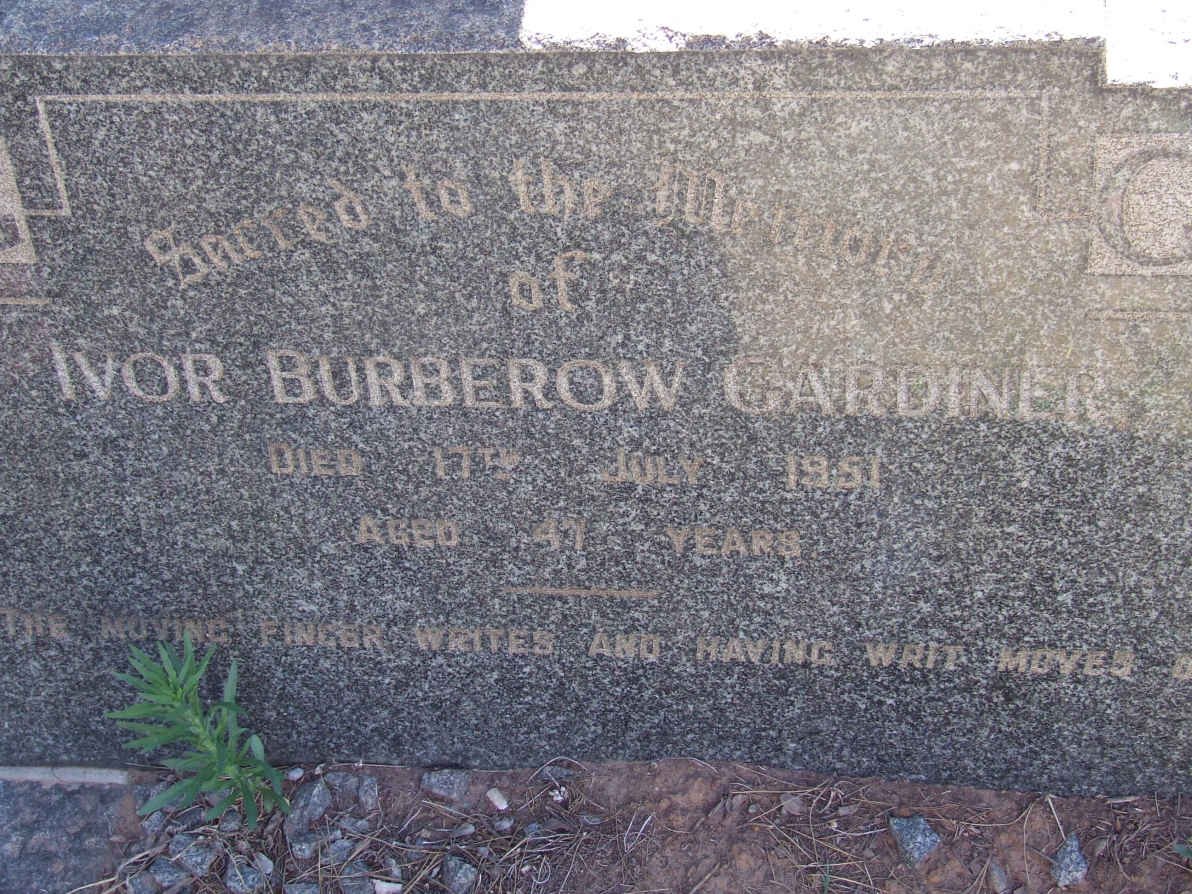 Sacred to the Memory
of
IVOR BURBEROW GARDINER
DIED 17TH JULY 1951
AGED 47 YEARS
THE MOVING FINGER WRITES AND HAVING WRIT MOVES